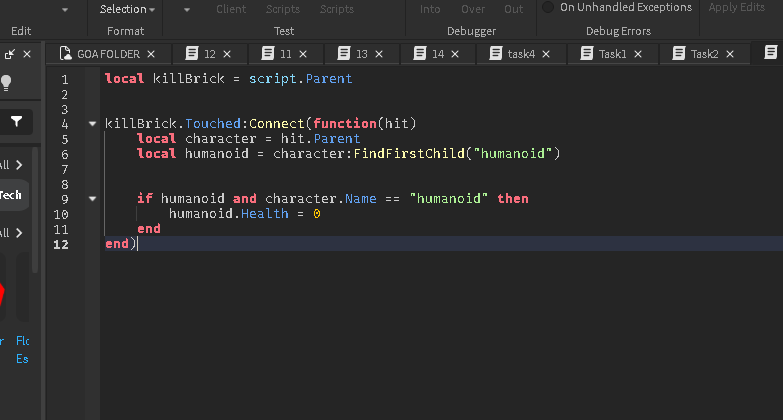 Selection
Client
Scripts
Scripts
Into
Over
Out
On Unhandled Exceptions
Apply Edits
Edit
Format
Test
Debugger
Debug Errors
GOAFOLDER
12
11
13
14
task4
Task1
Task2
1 local killBrick = script.Parent
2
3
4 killBrick.Touched:Connect(function(hit)
5 local character = hit.Parent
6 local humanoid = character:FindFirstChild("humanoid")
7
8
9 if humanoid and character.Name == "humanoid" then
10 humanoid.Health = 0
11 end
12 end)
All
Tech
All
Flo
Es